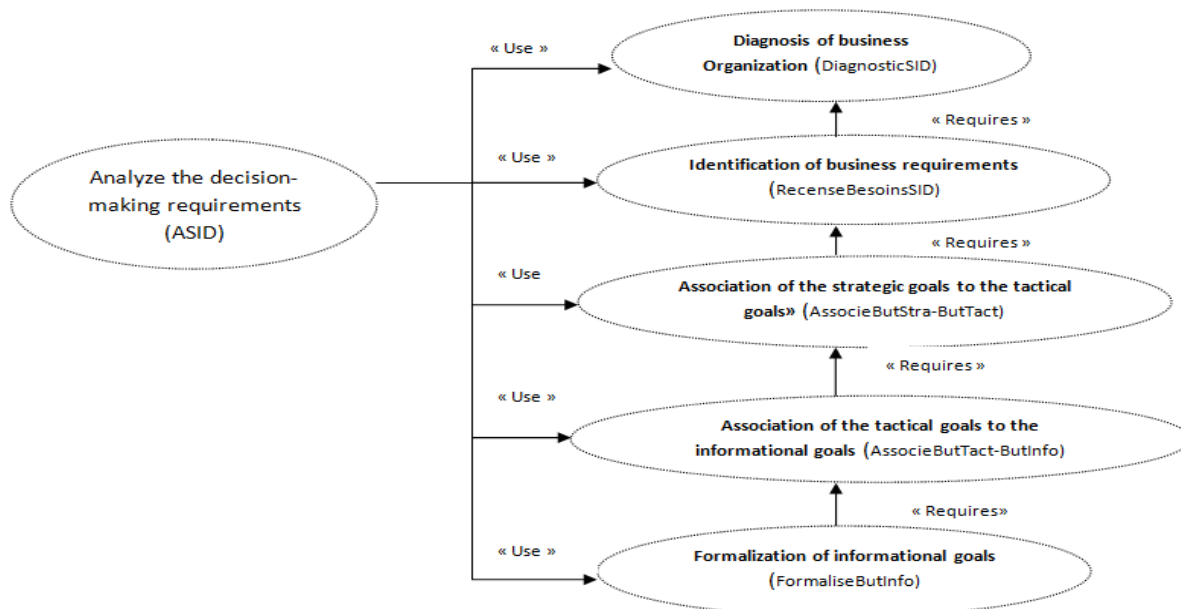 Diagnosis of business
Organization (DiagnosticSID)
« Use »
« Requires »
« Use »
Identification of business requirements
(RecenseBesoinsSID)
Analyze the decision-
making requirements
(ASID)
« Requires »
« Use
Association of the strategic goals to the tactical
goals» (AssocieButStra-ButTact)
« Requires »
« Use »
Association of the tactical goals to the
informational goals (AssocieButTact-ButInfo)
« Requires»
« Use »
Formalization of informational goals
(FormaliseButInfo)